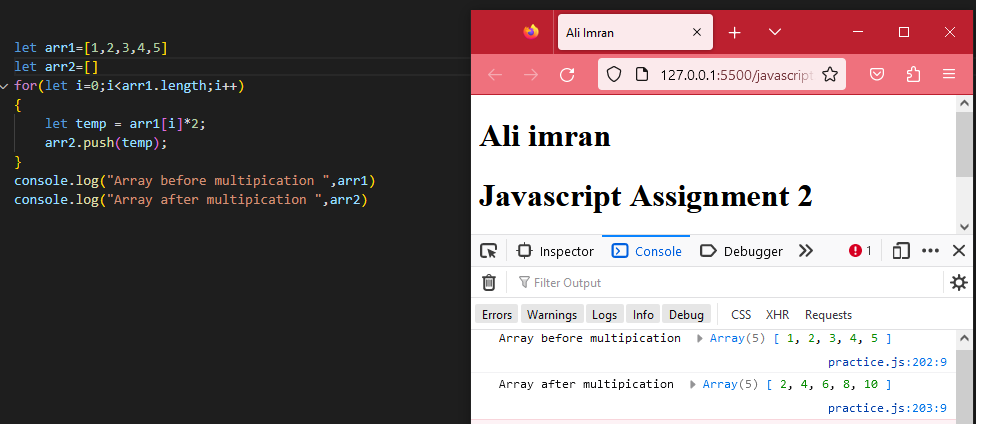 let arr1=[1,2,3,4,5]
let arr2=[]
for(let i=0;i<arr1.length;i++)
{
    let temp = arr1[i]*2;
    arr2.push(temp);
}
console.log("Array before multipication ",arr1)
console.log("Array after multipication ",arr2)
Ali Imran
127.0.0.1:5500/javascript
Ali imran
Javascript Assignment 2
Inspector Console Debugger 1
Filter Output
Errors Warnings Logs Info Debug CSS XHR Requests
Array before multipication Array(5) [ 1, 2, 3, 4, 5 ]
practice.js:202:9
Array after multipication Array(5) [ 2, 4, 6, 8, 10 ]
practice.js:203:9